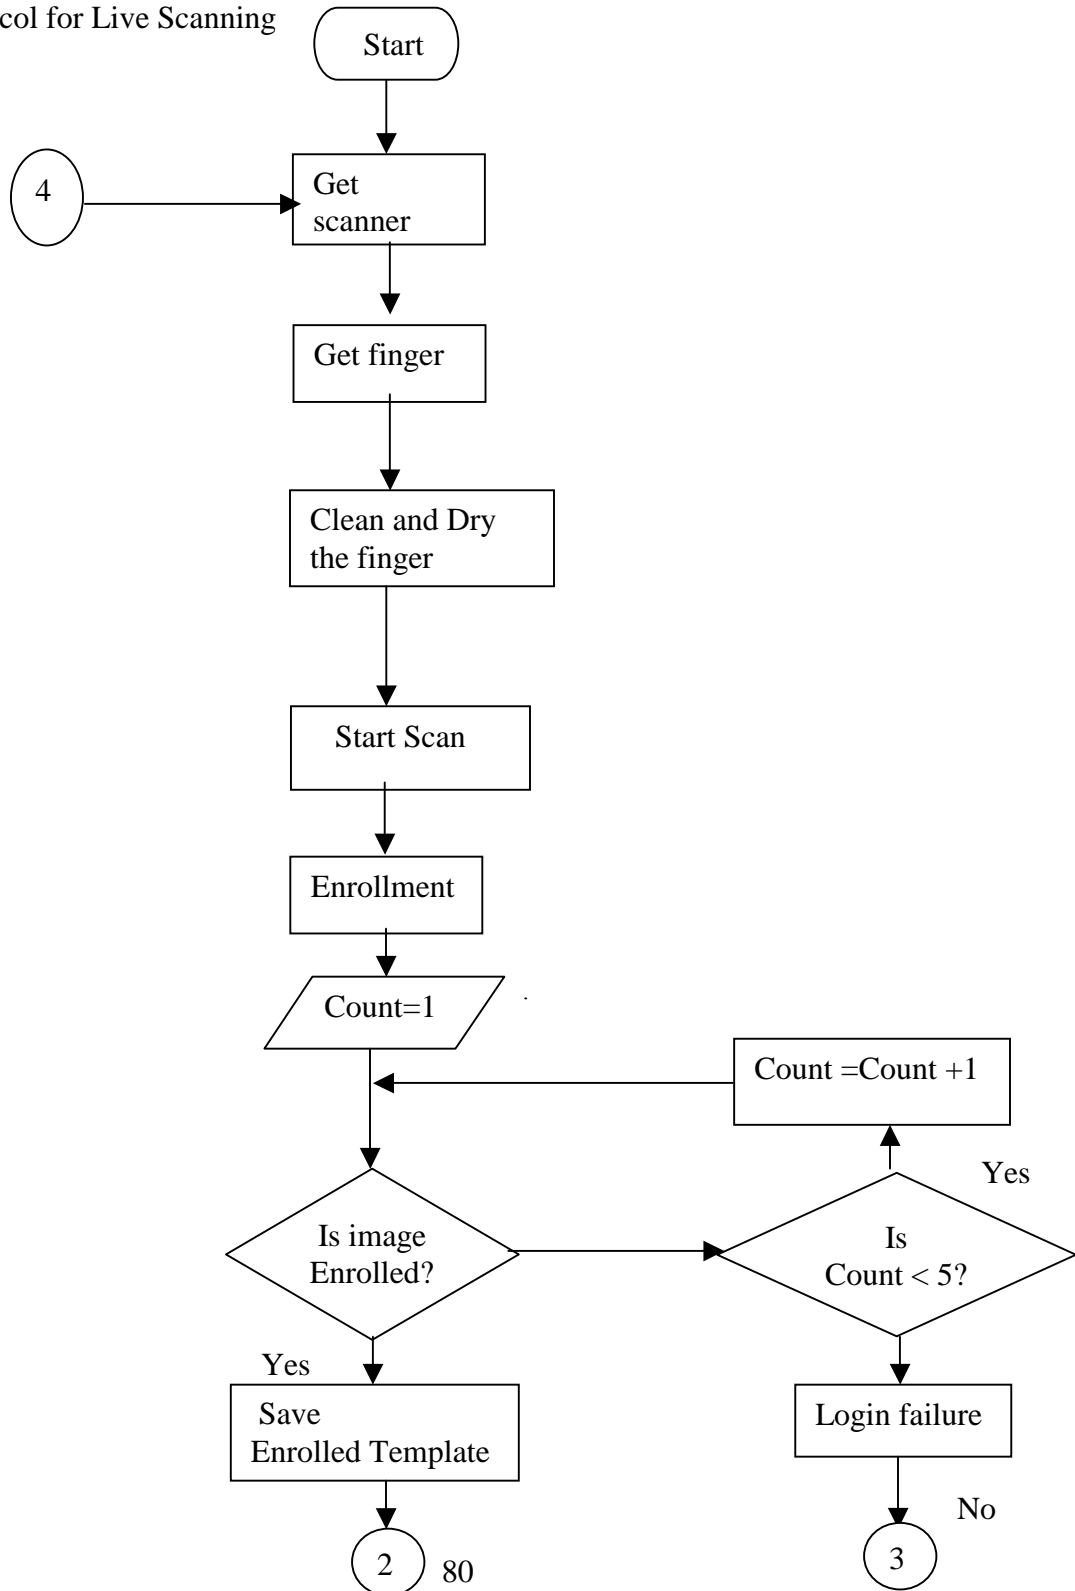 col for Live Scanning
Start
4
Get
scanner
Get finger
Clean and Dry
the finger
Start Scan
Enrollment
Count=1
Count =Count +1
Yes
Is image
Enrolled?
Is
Count < 5?
Yes
Save
Enrolled Template
Login failure
No
2
80
3